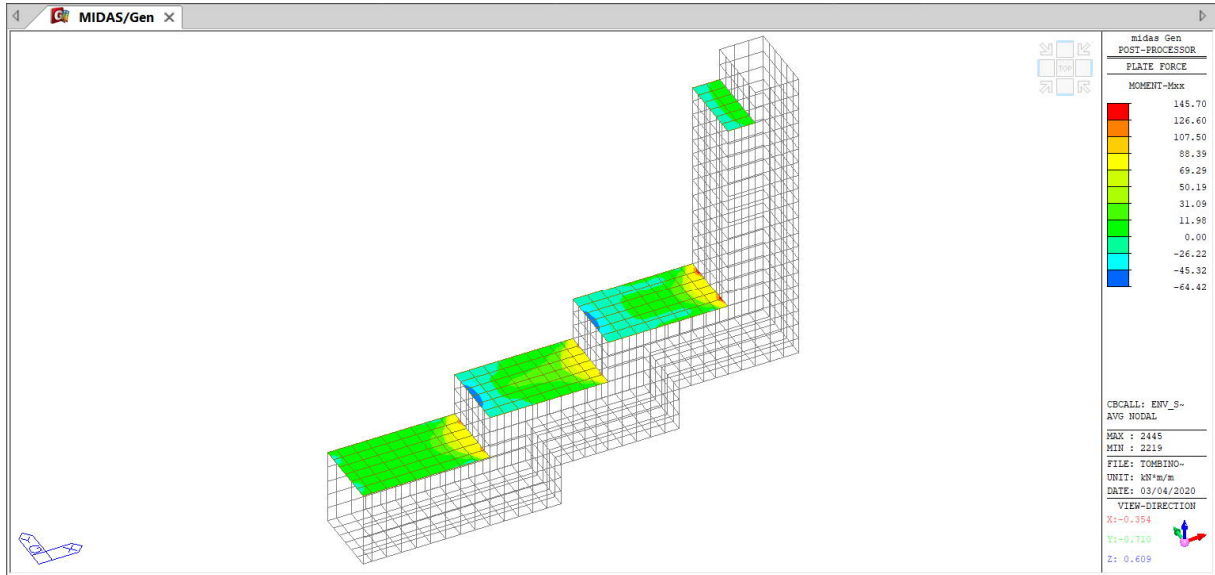 MIDAS/Gen
midas Gen
POST-PROCESSOR
PLATE FORCE
MOMENT-Mxx
145.70
126.60
107.50
88.39
69.29
50.19
31.09
11.98
0.00
-26.22
-45.32
-64.42
TOP
CBCALL: ENV_S~
AVG NODAL
MAX : 2445
MIN : 2219
FILE: TOMBINO~
UNIT: kN*m/m
DATE: 03/04/2020
VIEW-DIRECTION
X:-0.354
Y:-0.710
Z: 0.609